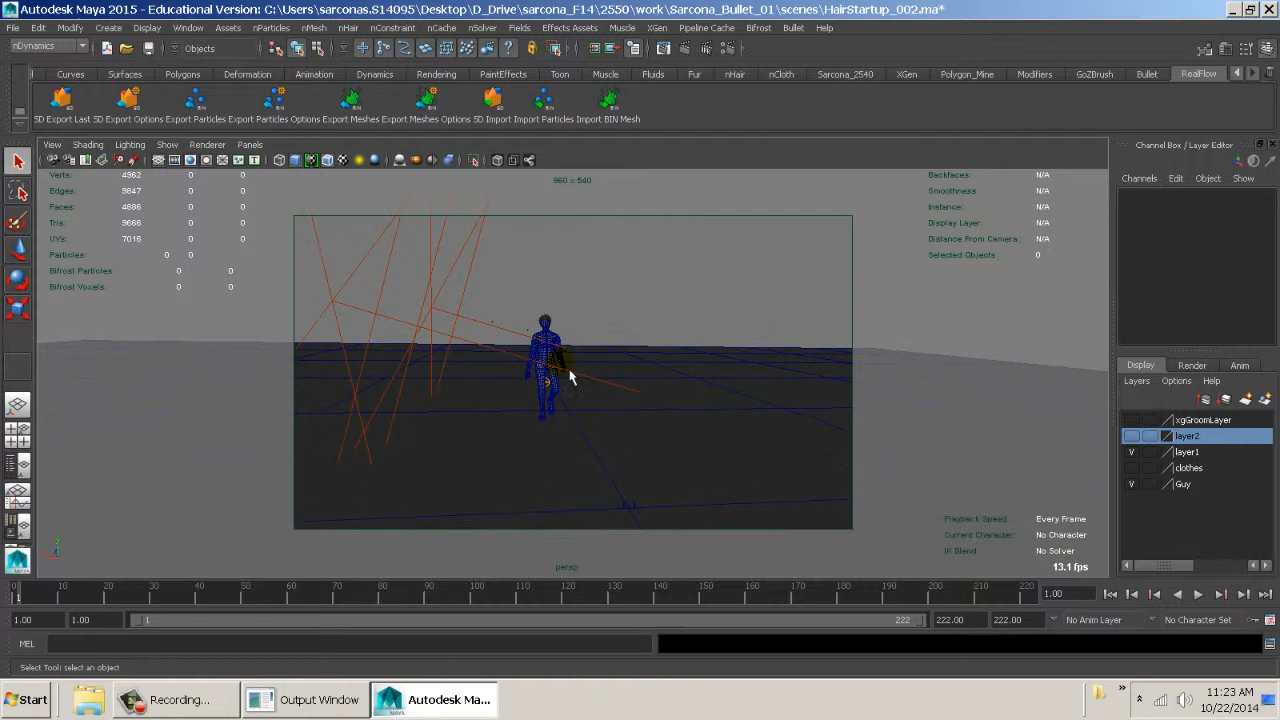 Autodesk Maya 2015 - Educational Version: C:\Users\sarconas.S14095\Desktop\D_Drive\sarcona_F14\2550\work\Sarcona_Bullet_01\scenes\HairStartup_002.ma*
File Edit Modify Create Display Window Assets nParticles nMesh nHair nConstraint nCache nSolver Fields Effects Assets Muscle XGen Pipeline Cache Bifrost Bullet Help
nDynamics Objects
Curves Surfaces Polygons Deformation Animation Dynamics Rendering PaintEffects Toon Muscle Fluids Fur nHair nCloth Sarcona_2540 XGen Polygon_Mine Modifiers GoZBrush Bullet RealFlow
SD Export Last SD Export Options Export Particles Export Particles Options Export Meshes Export Meshes Options SD Import Import Particles Import BIN Mesh
View Shading Lighting Show Renderer Panels
Channel Box / Layer Editor
Channels Edit Object Show
Verts: 4962 0 0
Edges: 9847 0 0
Faces: 4886 0 0
Tris: 9666 0 0
UVs: 7016 0 0
Particles: 0 0
Bifrost Particles 0 0
Bifrost Voxels: 0 0
960 x 540
Backfaces: N/A
Smoothness N/A
Instance: N/A
Display Layer: N/A
Distance From Camera: N/A
Selected Objects: 0
Display Render Anim
Layers Options Help
xgGroomLayer
layer2
V layer1
clothes
V Guy
Playback Speed: Every Frame
Current Character: No Character
IK Blend No Solver
13.1 fps
persp
0 10 20 30 40 50 60 70 80 90 100 110 120 130 140 150 160 170 180 190 200 210 220
1 1.00
1.00 1.00 1 222 222.00 222.00 No Anim Layer No Character Set
MEL
Select Tool: select an object
Start Recording... Output Window Autodesk Ma... 11:23 AM
10/22/2014